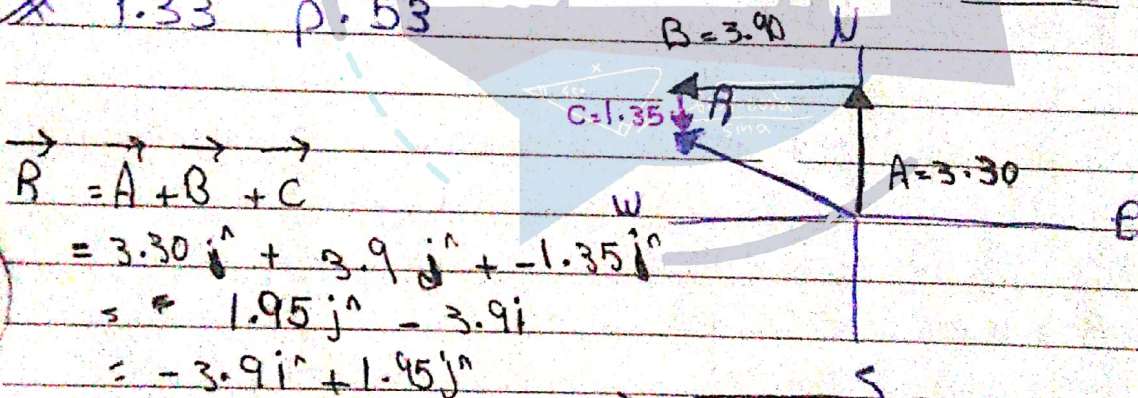 1.33 p. 53
B = 3.90 N
C=1.35 R
A=3.30
W E
R = A + B + C
= 3.30 j^ + 3.9 j^ + -1.35 j^
= = 1.95 j^ - 3.9i
= -3.9i^ + 1.95j^
S